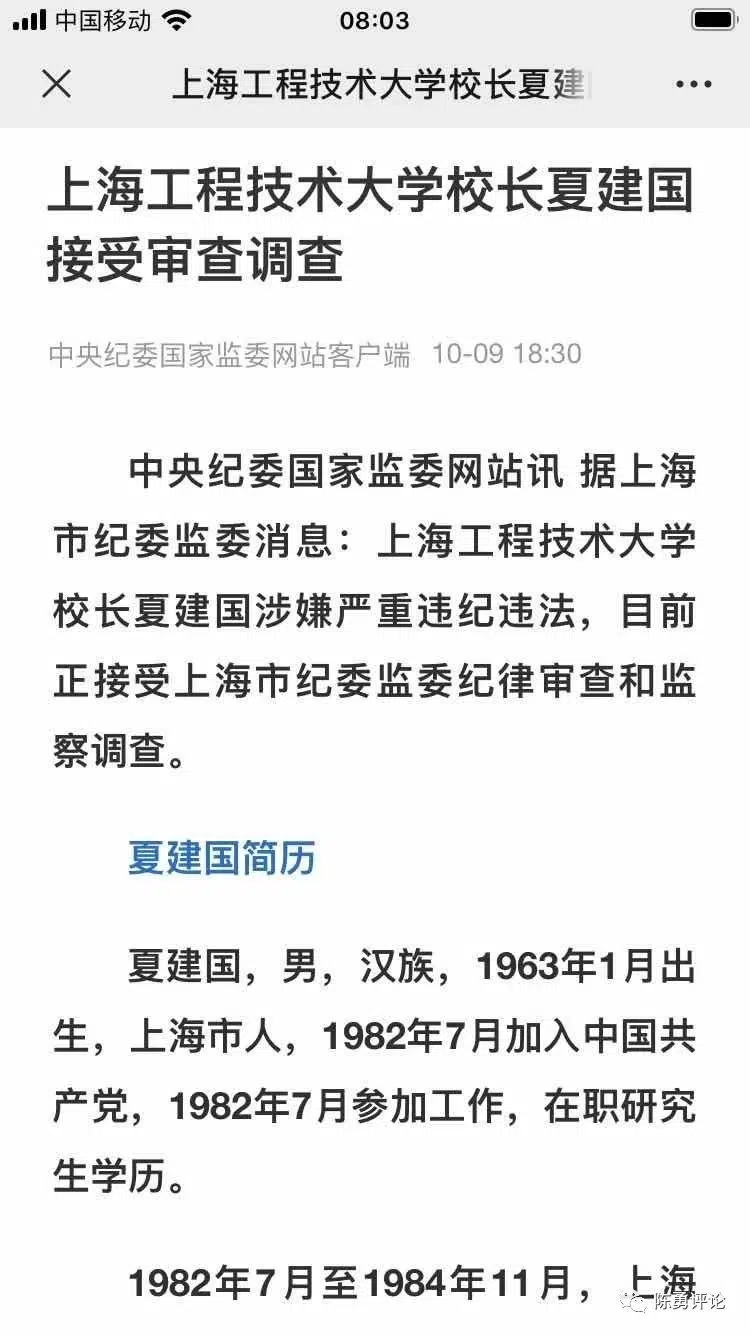 中国移动
08:03
上海工程技术大学校长夏建
上海工程技术大学校长夏建国
接受审查调查
中央纪委国家监委网站客户端 10-09 18:30
中央纪委国家监委网站讯 据上海
市纪委监委消息：上海工程技术大学
校长夏建国涉嫌严重违纪违法，目前
正接受上海市纪委监委纪律审查和监
察调查。
夏建国简历
夏建国，男，汉族，1963年1月出
生，上海市人，1982年7月加入中国共
产党，1982年7月参加工作，在职研究
生学历。
1982年7月至1984年11月，上海
陈勇评论